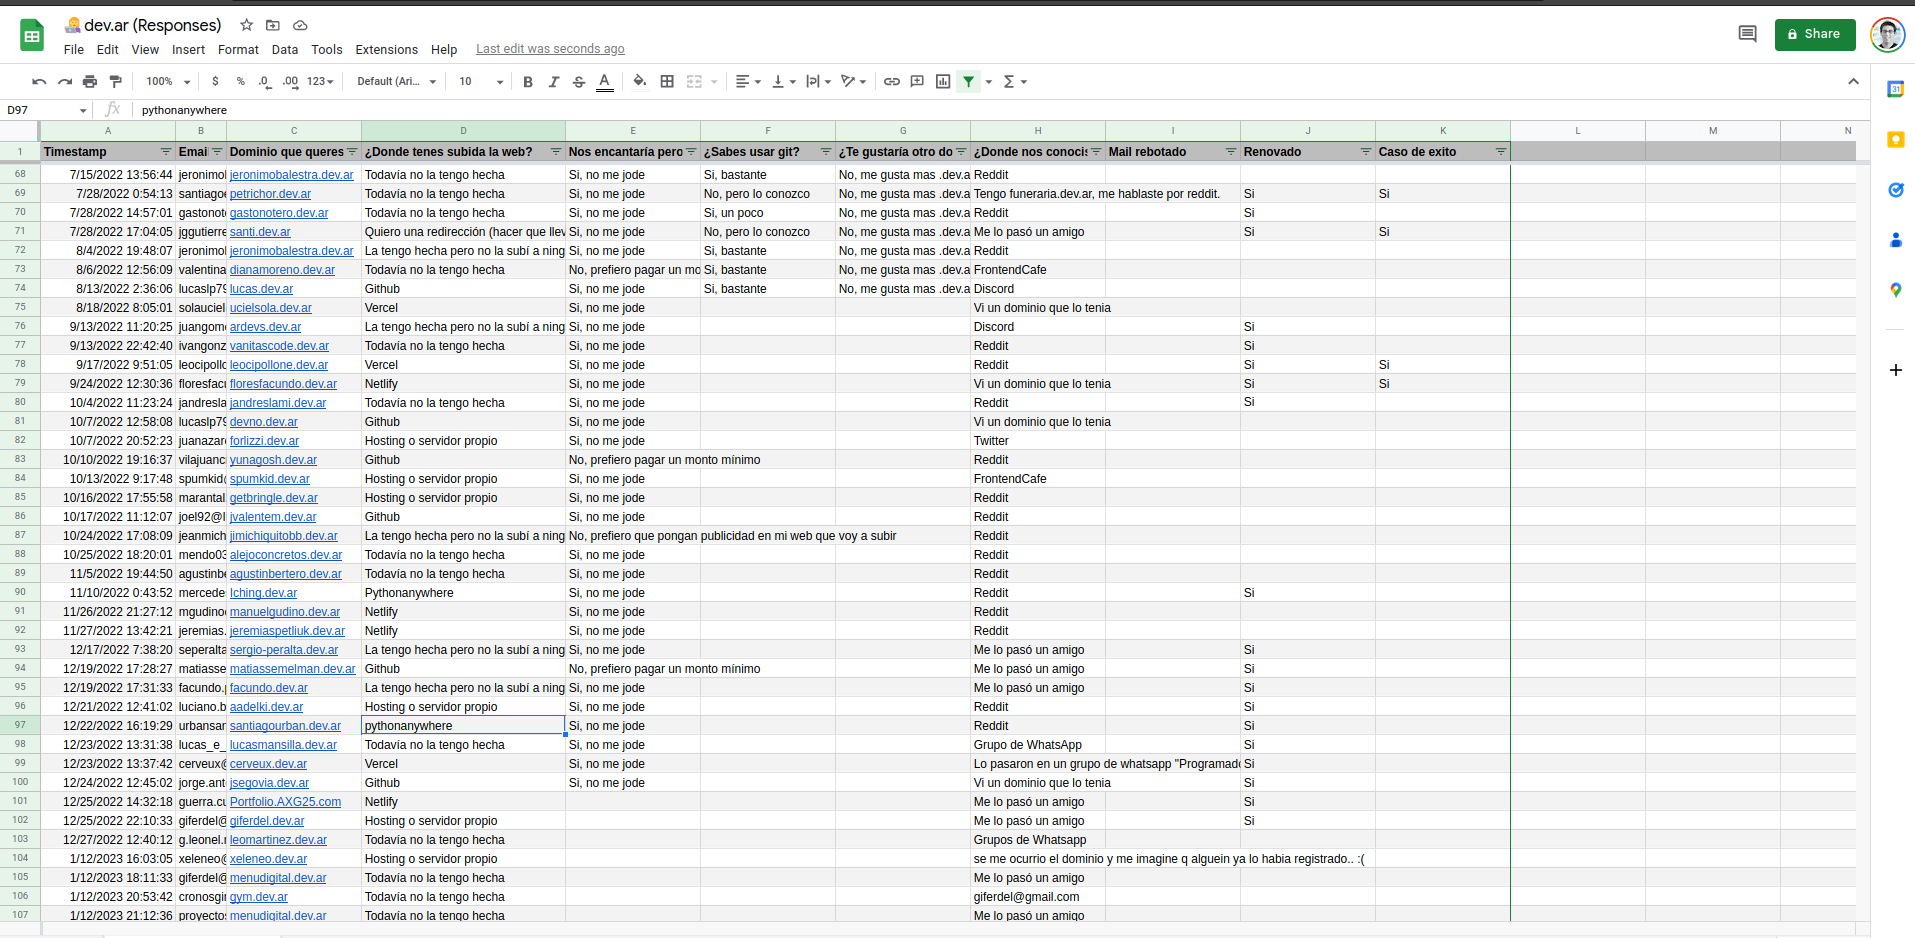 dev.ar (Responses)
File Edit View Insert Format Data Tools Extensions Help Last edit was seconds ago
Share
100% $ % .0 .00 123 Default (Ari... 10 B I S A
D97 fx pythonanywhere
A B C D E F G H I J K L M N
1 Timestamp Emai Dominio que queres ¿Donde tenes subida la web? Nos encantaría pero ¿Sabes usar git? ¿Te gustaría otro do ¿Donde nos conocis Mail rebotado Renovado Caso de exito
68 7/15/2022 13:56:44 jeronimol jeronimobalestra.dev.ar Todavía no la tengo hecha Si, no me jode Si, bastante No, me gusta mas .dev.a Reddit
69 7/28/2022 0:54:13 santiagoe petrichor.dev.ar Todavía no la tengo hecha Si, no me jode No, pero lo conozco No, me gusta mas .dev.a Tengo funeraria.dev.ar, me hablaste por reddit. Si Si
70 7/28/2022 14:57:01 gastonot gastonotero.dev.ar Todavía no la tengo hecha Si, no me jode Si, un poco No, me gusta mas .dev.a Reddit Si
71 7/28/2022 17:04:05 jggutierre santi.dev.ar Quiero una redirección (hacer que llev Si, no me jode No, pero lo conozco No, me gusta mas .dev.a Me lo pasó un amigo Si Si
72 8/4/2022 19:48:07 jeronimol jeronimobalestra.dev.ar La tengo hecha pero no la subí a ning Si, no me jode Si, bastante No, me gusta mas .dev.a Reddit
73 8/6/2022 12:56:09 valentina dianamoreno.dev.ar Todavía no la tengo hecha No, prefiero pagar un mo Si, bastante No, me gusta mas .dev.a FrontendCafe
74 8/13/2022 2:36:06 lucaslp79 lucas.dev.ar Github Si, no me jode Si, bastante No, me gusta mas .dev.a Discord
75 8/18/2022 8:05:01 solauciel ucielsola.dev.ar Vercel Si, no me jode Vi un dominio que lo tenia
76 9/13/2022 11:20:25 juangom ardevs.dev.ar La tengo hecha pero no la subí a ning Si, no me jode Discord Si
77 9/13/2022 22:42:40 ivangonz vanitascode.dev.ar Todavía no la tengo hecha Si, no me jode Reddit Si
78 9/17/2022 9:51:05 leocipollo leocipollone.dev.ar Vercel Si, no me jode Reddit Si Si
79 9/24/2022 12:30:36 floresfacu floresfacundo.dev.ar Netlify Si, no me jode Vi un dominio que lo tenia Si Si
80 10/4/2022 11:23:24 jandresla jandreslami.dev.ar Todavía no la tengo hecha Si, no me jode Reddit Si
81 10/7/2022 12:58:08 lucaslp79 devno.dev.ar Github Si, no me jode Vi un dominio que lo tenia
82 10/7/2022 20:52:23 juanazar forlizzi.dev.ar Hosting o servidor propio Si, no me jode Twitter
83 10/10/2022 19:16:37 vilajuanc yunagosh.dev.ar Github No, prefiero pagar un monto mínimo Reddit
84 10/13/2022 9:17:48 spumkid spumkid.dev.ar Hosting o servidor propio Si, no me jode FrontendCafe
85 10/16/2022 17:55:58 marantal getbringle.dev.ar Hosting o servidor propio Si, no me jode Reddit
86 10/17/2022 11:12:07 joel92@l jvalentem.dev.ar Github Si, no me jode Reddit
87 10/24/2022 17:08:09 jeanmich jimichiquitobb.dev.ar La tengo hecha pero no la subí a ning No, prefiero que pongan publicidad en mi web que voy a subir Reddit
88 10/25/2022 18:20:01 mendo03 alejoconcretos.dev.ar Todavía no la tengo hecha Si, no me jode Reddit
89 11/5/2022 19:44:50 agustinbe agustinbertero.dev.ar Todavía no la tengo hecha Si, no me jode Reddit
90 11/10/2022 0:43:52 mercede Iching.dev.ar Pythonanywhere Si, no me jode Reddit Si
91 11/26/2022 21:27:12 mgudino manuelgudino.dev.ar Netlify Si, no me jode Reddit
92 11/27/2022 13:42:21 jeremias. jeremiaspetliuk.dev.ar Netlify Si, no me jode Reddit
93 12/17/2022 7:38:20 seperalta sergio-peralta.dev.ar La tengo hecha pero no la subí a ning Si, no me jode Me lo pasó un amigo Si
94 12/19/2022 17:28:27 matiasse matiassemelman.dev.ar Github No, prefiero pagar un monto mínimo Me lo pasó un amigo Si
95 12/19/2022 17:31:33 facundo. facundo.dev.ar La tengo hecha pero no la subí a ning Si, no me jode Me lo pasó un amigo Si
96 12/21/2022 12:41:02 luciano.b aadelki.dev.ar Hosting o servidor propio Si, no me jode Reddit Si
97 12/22/2022 16:19:29 urbansar santiagourban.dev.ar pythonanywhere Si, no me jode Reddit Si
98 12/23/2022 13:31:38 lucas_e_ lucasmansilla.dev.ar Todavía no la tengo hecha Si, no me jode Grupo de WhatsApp Si
99 12/23/2022 13:37:42 cerveux@ cerveux.dev.ar Vercel Si, no me jode Lo pasaron en un grupo de whatsapp "Programado Si
100 12/24/2022 12:45:02 jorge.ant jsegovia.dev.ar Github Si, no me jode Vi un dominio que lo tenia Si
101 12/25/2022 14:32:18 guerra.cu Portfolio.AXG25.com Netlify Me lo pasó un amigo Si
102 12/25/2022 22:10:33 giferdel@ giferdel.dev.ar Hosting o servidor propio Me lo pasó un amigo Si
103 12/27/2022 12:40:12 g.leonel.r leomartinez.dev.ar Todavía no la tengo hecha Grupos de Whatsapp
104 1/12/2023 16:03:05 xeleneo@ xeleneo.dev.ar Hosting o servidor propio se me ocurrio el dominio y me imagine q alguein ya lo habia registrado.. :(
105 1/12/2023 18:11:33 giferdel@ menudigital.dev.ar Todavía no la tengo hecha Me lo pasó un amigo
106 1/12/2023 20:53:42 cronosgir gym.dev.ar Todavía no la tengo hecha giferdel@gmail.com
107 1/12/2023 21:12:36 proyectos menudigital.dev.ar Todavía no la tengo hecha Me lo pasó un amigo